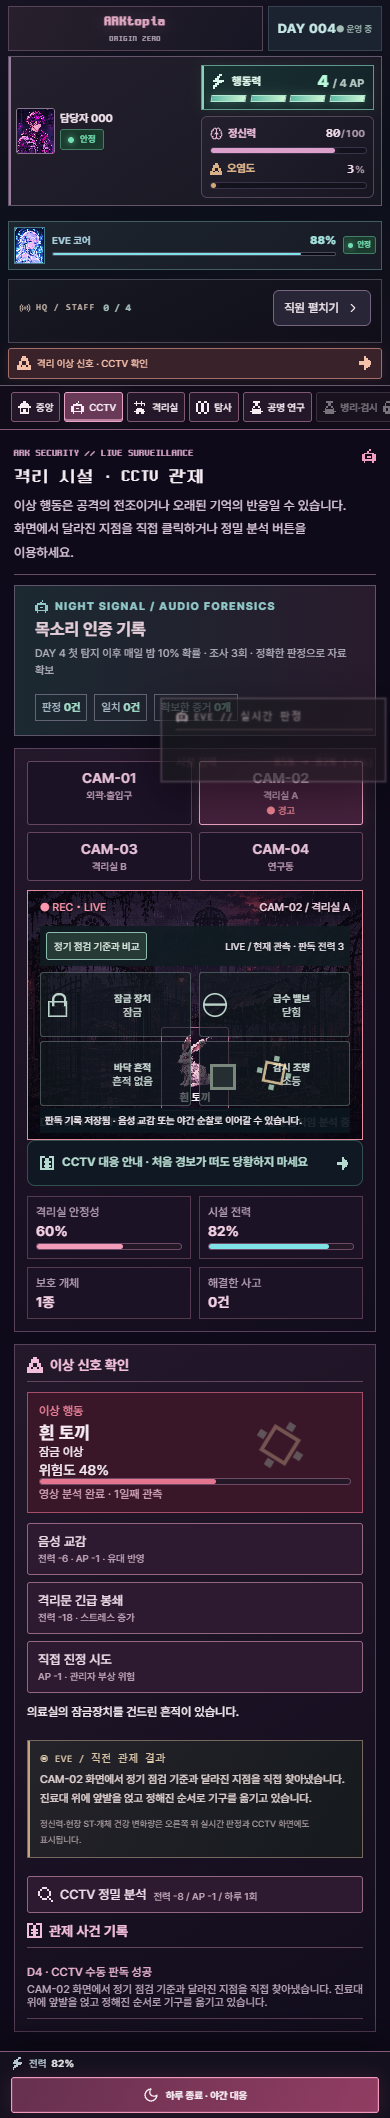 ARKtopia
ORIGIN ZERO
DAY 004 운영 중
담당자 000
안정
행동력 4 / 4 AP
정신력 80/100
오염도 3%
EVE 코어 88% 안정
HQ / STAFF 0 / 4
직원 펼치기
격리 이상 신호 · CCTV 확인
중앙 CCTV 격리실 탐사 공명 연구 병리·검시
ARK SECURITY // LIVE SURVEILLANCE
격리 시설 · CCTV 관제
이상 행동은 공격의 전조이거나 오래된 기억의 반응일 수 있습니다.
화면에서 달라진 지점을 직접 클릭하거나 정밀 분석 버튼을
이용하세요.
NIGHT SIGNAL / AUDIO FORENSICS
목소리 인증 기록
DAY 4 첫 탐지 이후 매일 밤 10% 확률 · 조사 3회 · 정확한 판정으로 자료
확보
판정 0건 일치 0건 확보한 증거 0개
EVE // 실시간 판정
CAM-01
외곽·출입구
CAM-02
격리실 A
경고
CAM-03
격리실 B
CAM-04
연구동
REC · LIVE CAM-02 / 격리실 A
정기 점검 기준과 비교 LIVE / 현재 관측 · 판독 전력 3
잠금 장치
잠금
급수 밸브
닫힘
바닥 흔적
흔적 없음
흰 토끼
판독 기록 저장됨 · 음성 교감 또는 야간 순찰로 이어갈 수 있습니다.
CCTV 대응 안내 · 처음 경보가 떠도 당황하지 마세요
격리실 안정성
60%
시설 전력
82%
보호 개체
1종
해결한 사고
0건
이상 신호 확인
이상 행동
흰 토끼
잠금 이상
위험도 48%
영상 분석 완료 · 1일째 관측
음성 교감
전력 -6 · AP -1 · 유대 반영
격리문 긴급 봉쇄
전력 -18 · 스트레스 증가
직접 진정 시도
AP -1 · 관리자 부상 위험
의료실의 잠금장치를 건드린 흔적이 있습니다.
EVE / 직전 관제 결과
CAM-02 화면에서 정기 점검 기준과 달라진 지점을 직접 찾아냈습니다.
진료대 위에 앞발을 얹고 정해진 순서로 기구를 옮기고 있습니다.
정신력·현장 ST·개체 건강 변화량은 오른쪽 위 실시간 판정과 CCTV 화면에도
표시됩니다.
CCTV 정밀 분석 전력 -8 / AP -1 / 하루 1회
관제 사건 기록
D4 · CCTV 수동 판독 성공
CAM-02 화면에서 정기 점검 기준과 달라진 지점을 직접 찾아냈습니다. 진료대
위에 앞발을 얹고 정해진 순서로 기구를 옮기고 있습니다.
전력 82%
하루 종료 · 야간 대응